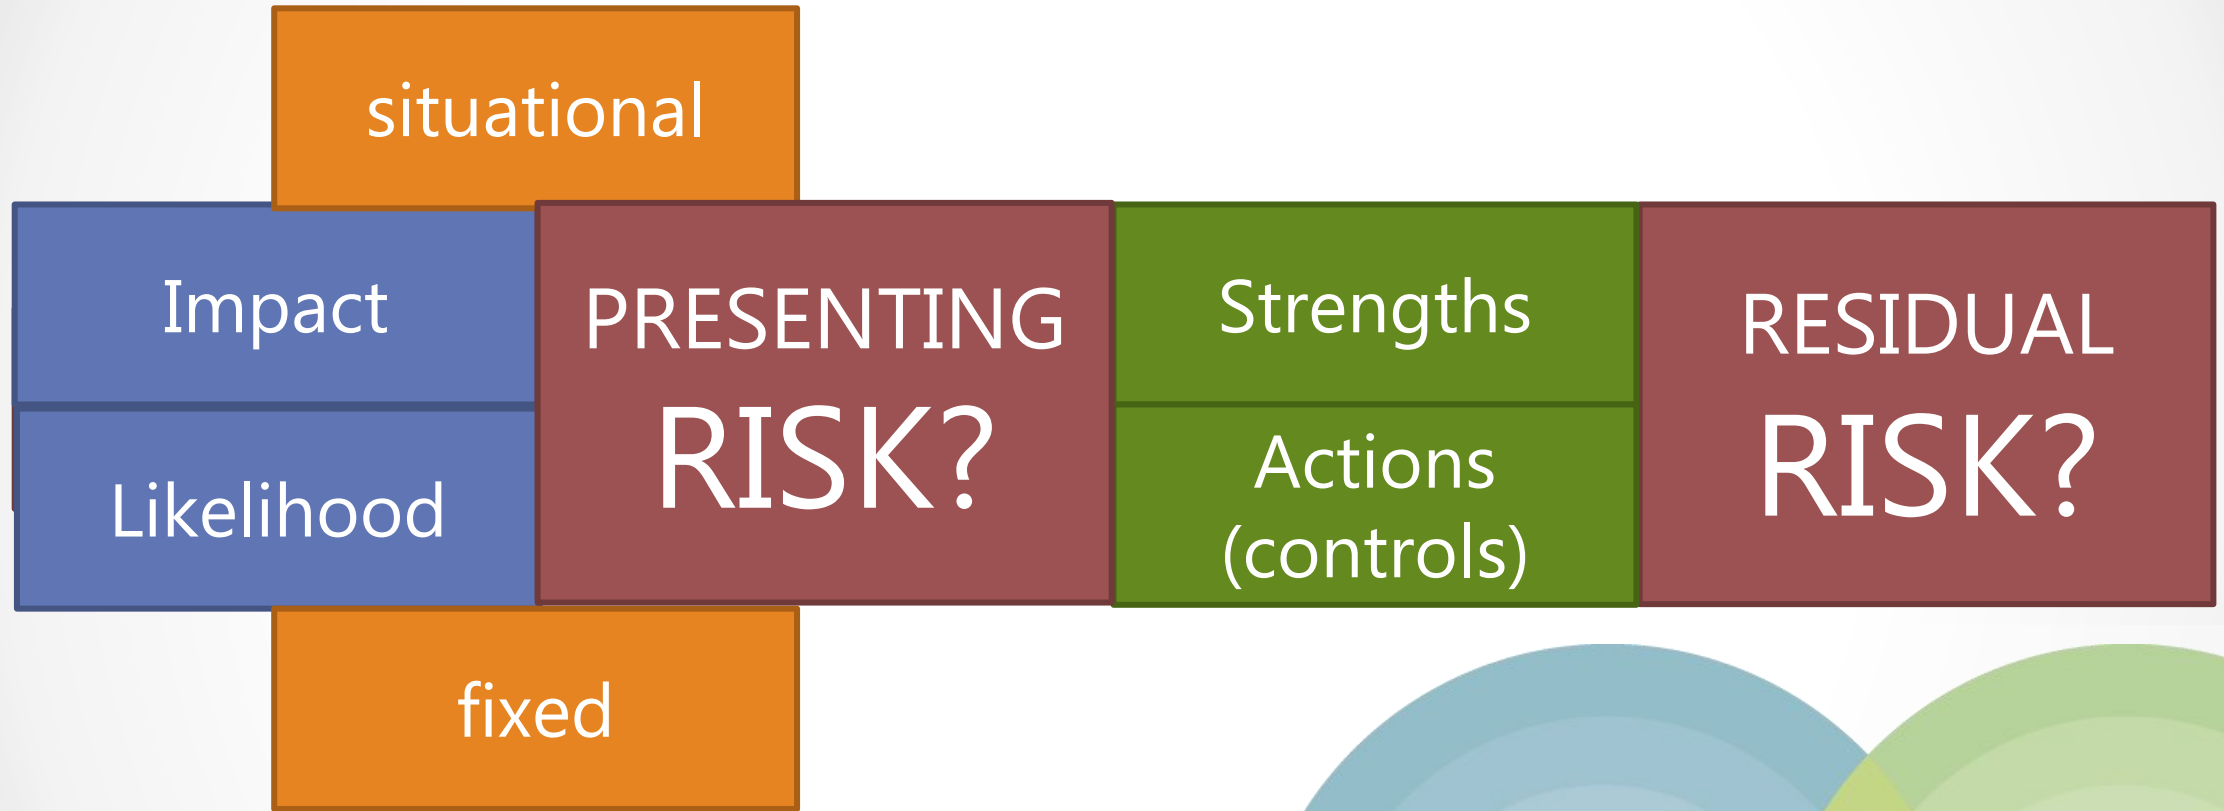 situational
Impact
Likelihood
PRESENTING
RISK?
fixed
Strengths
Actions
(controls)
RESIDUAL
RISK?